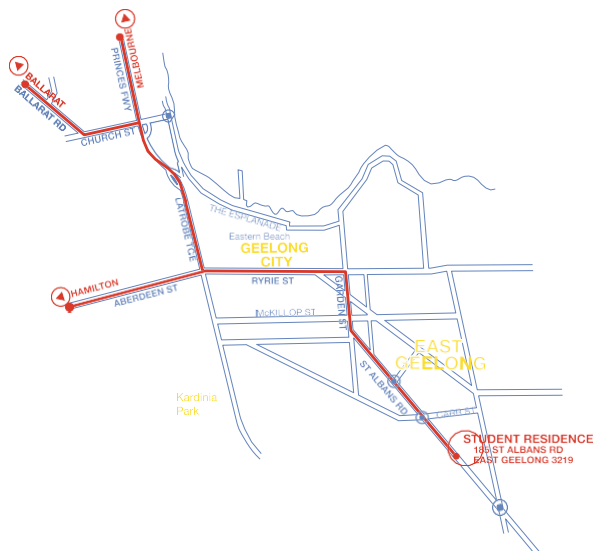 MELBOURNE
PRINCES FWY
BALLARAT
BALLARAT RD
CHURCH ST
LATROBE TCE
THE ESPLANADE
Eastern Beach
GEELONG
CITY
HAMILTON
ABERDEEN ST
RYRIE ST
GARDEN ST
McKILLOP ST
EAST
GEELONG
ST ALBANS RD
Kardinia
Park
STUDENT RESIDENCE
185 ST ALBANS RD
EAST GEELONG 3219